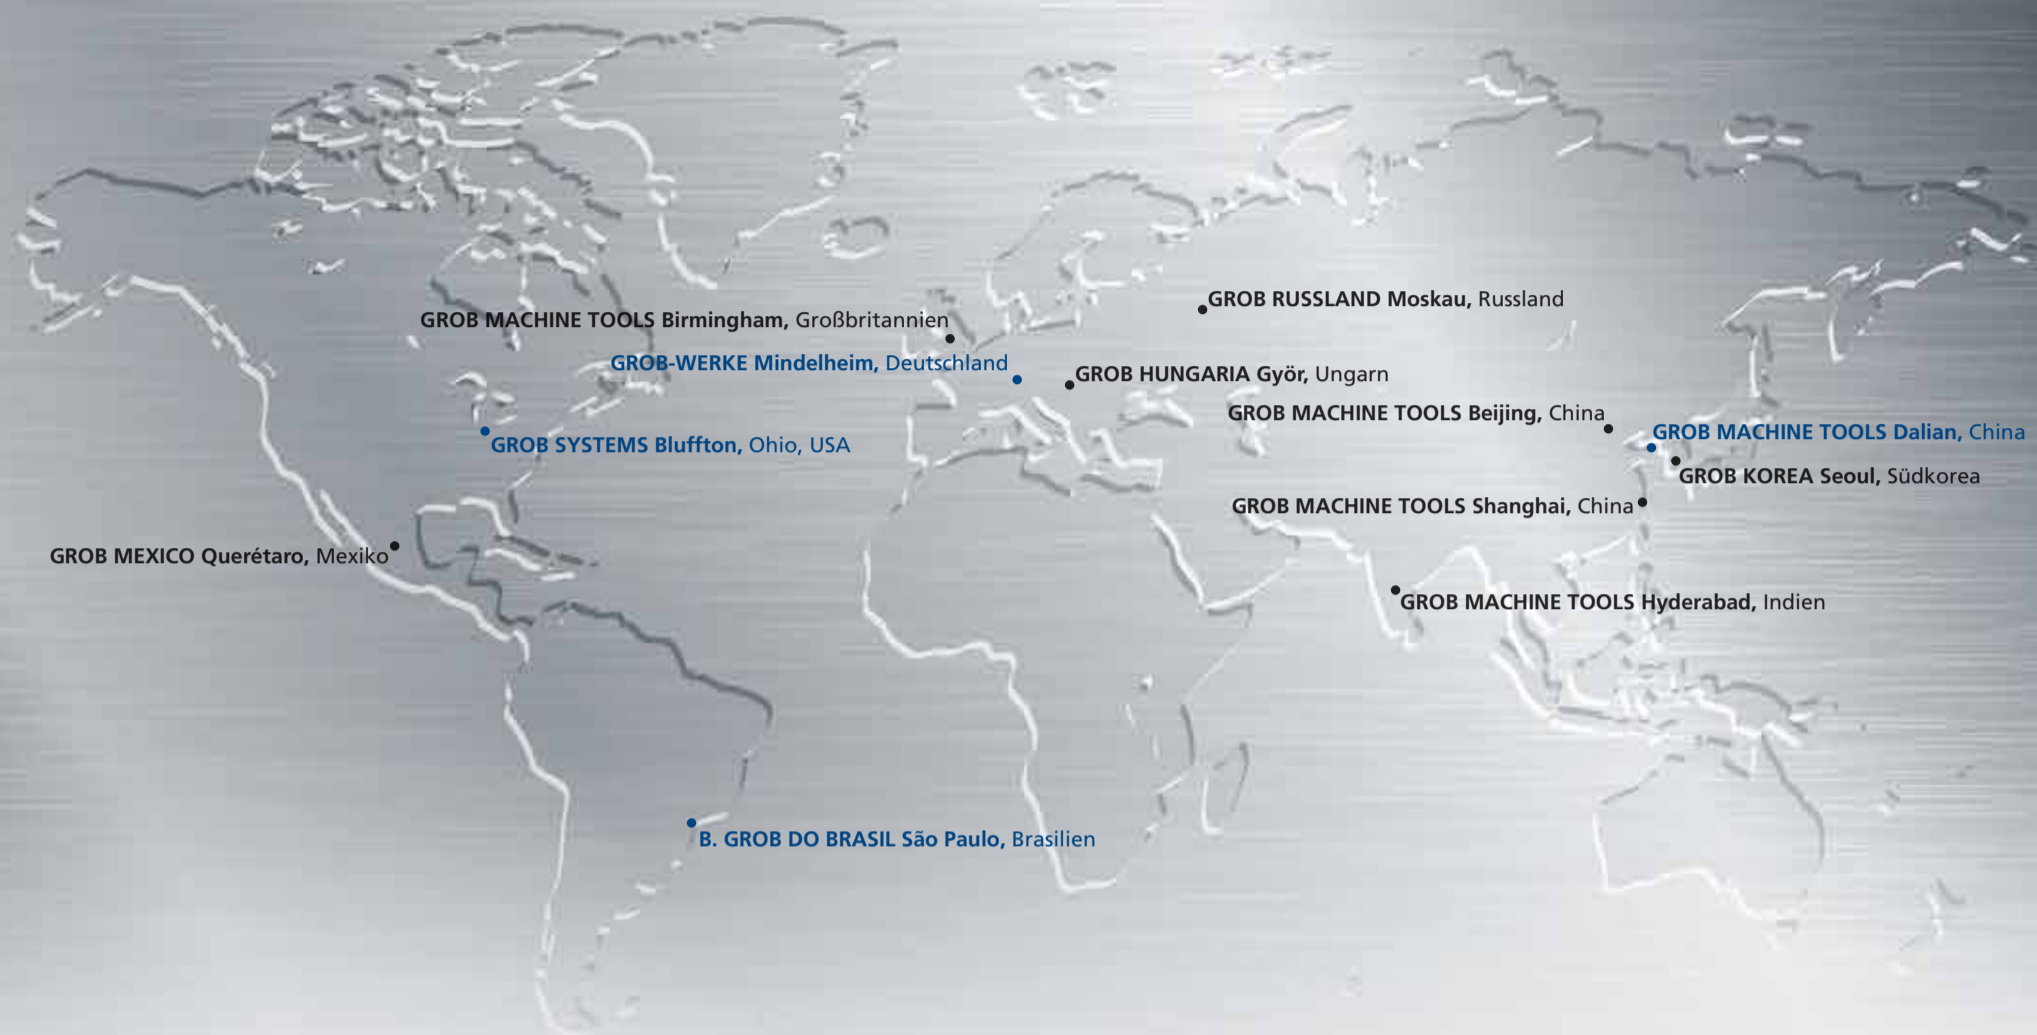 GROB RUSSLAND Moskau, Russland
GROB MACHINE TOOLS Birmingham, Großbritannien
GROB-WERKE Mindelheim, Deutschland
GROB HUNGARIA Györ, Ungarn
GROB MACHINE TOOLS Beijing, China
GROB MACHINE TOOLS Dalian, China
GROB SYSTEMS Bluffton, Ohio, USA
GROB KOREA Seoul, Südkorea
GROB MACHINE TOOLS Shanghai, China
GROB MEXICO Querétaro, Mexiko
GROB MACHINE TOOLS Hyderabad, Indien
B. GROB DO BRASIL São Paulo, Brasilien